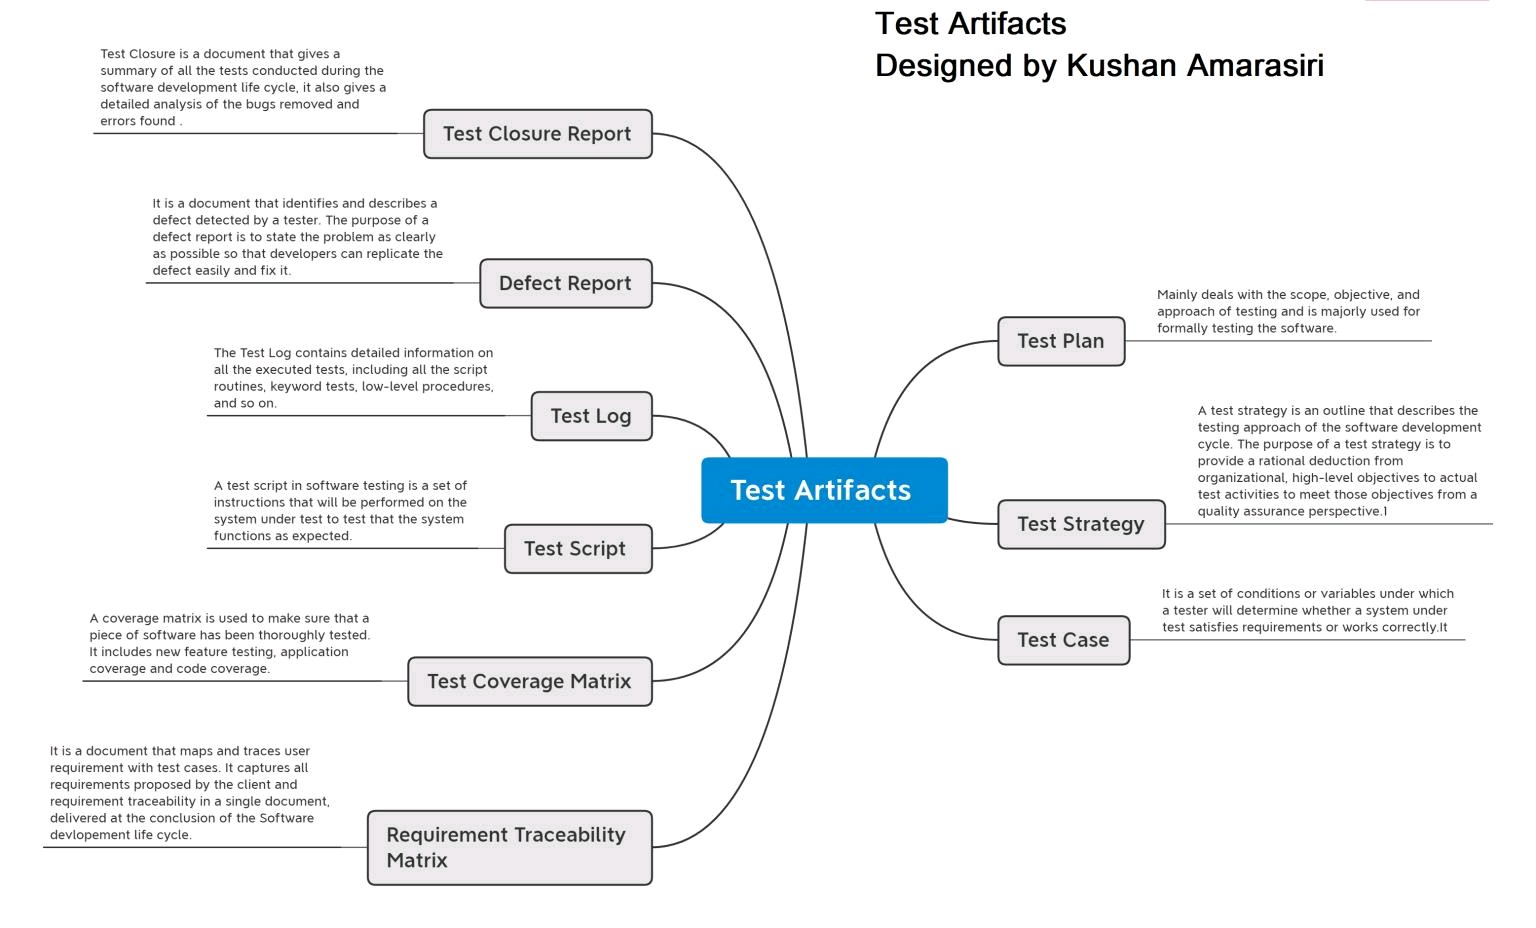 Test Artifacts
Designed by Kushan Amarasiri
Test Closure is a document that gives a
summary of all the tests conducted during the
software development life cycle, it also gives a
detailed analysis of the bugs removed and
errors found .
Test Closure Report
It is a document that identifies and describes a
defect detected by a tester. The purpose of a
defect report is to state the problem as clearly
as possible so that developers can replicate the
defect easily and fix it.
Defect Report
The Test Log contains detailed information on
all the executed tests, including all the script
routines, keyword tests, low-level procedures,
and so on.
Test Log
A test script in software testing is a set of
instructions that will be performed on the
system under test to test that the system
functions as expected.
Test Script
A coverage matrix is used to make sure that a
piece of software has been thoroughly tested.
It includes new feature testing, application
coverage and code coverage.
Test Coverage Matrix
It is a document that maps and traces user
requirement with test cases. It captures all
requirements proposed by the client and
requirement traceability in a single document,
delivered at the conclusion of the Software
devlopement life cycle.
Requirement Traceability
Matrix
Test Artifacts
Test Plan
Mainly deals with the scope, objective, and
approach of testing and is majorly used for
formally testing the software.
Test Strategy
A test strategy is an outline that describes the
testing approach of the software development
cycle. The purpose of a test strategy is to
provide a rational deduction from
organizational, high-level objectives to actual
test activities to meet those objectives from a
quality assurance perspective.1
Test Case
It is a set of conditions or variables under which
a tester will determine whether a system under
test satisfies requirements or works correctly.It